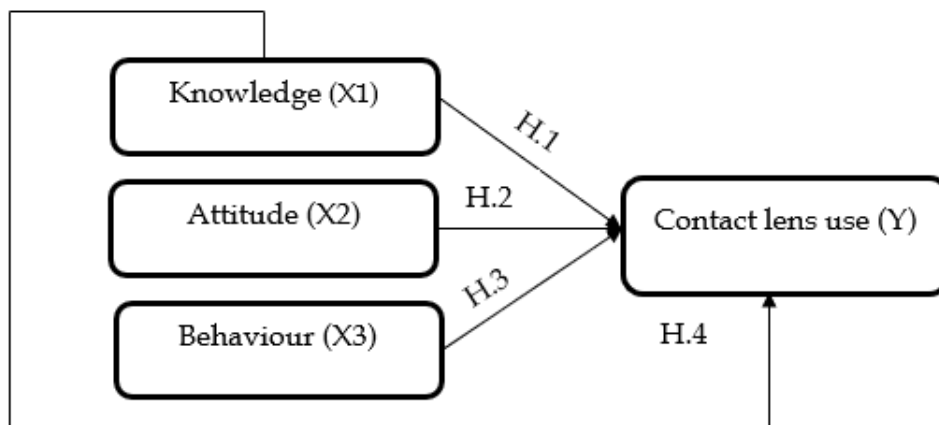 Knowledge (X1)
H.1
Attitude (X2)
H.2
Contact lens use (Y)
H.3
Behaviour (X3)
H.4